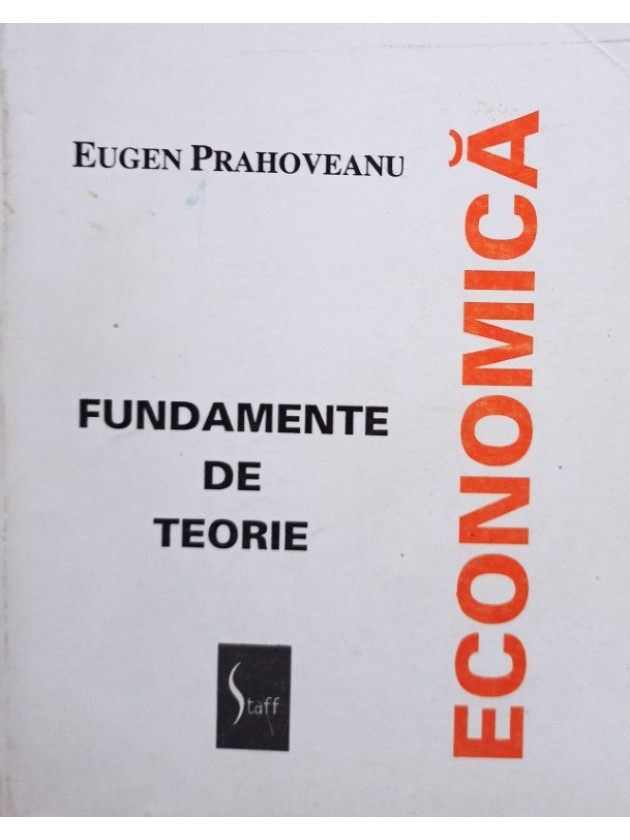 EUGEN PRAHOVEANU
FUNDAMENTE
DE
TEORIE
ECONOMICĂ
Staff